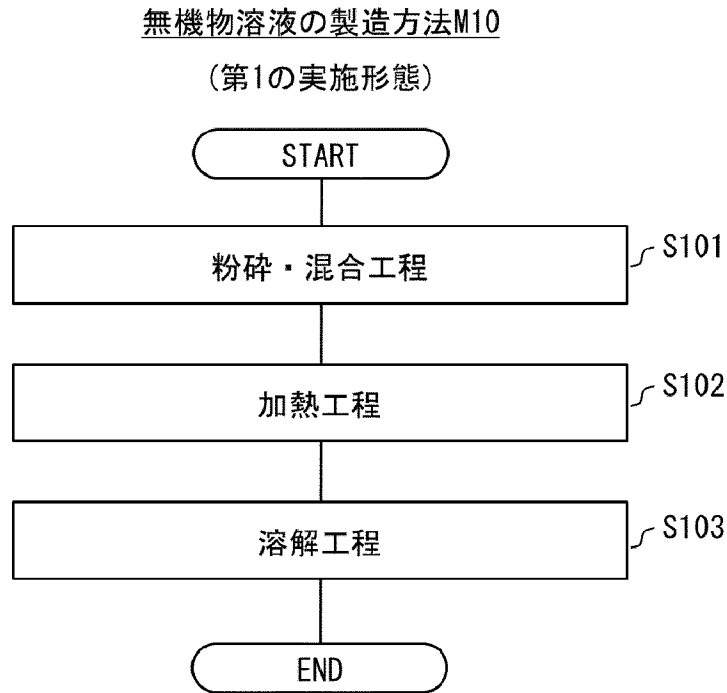 無機物溶液の製造方法M10
(第1の実施形態)
START
粉砕・混合工程
S101
加熱工程
S102
溶解工程
S103
END